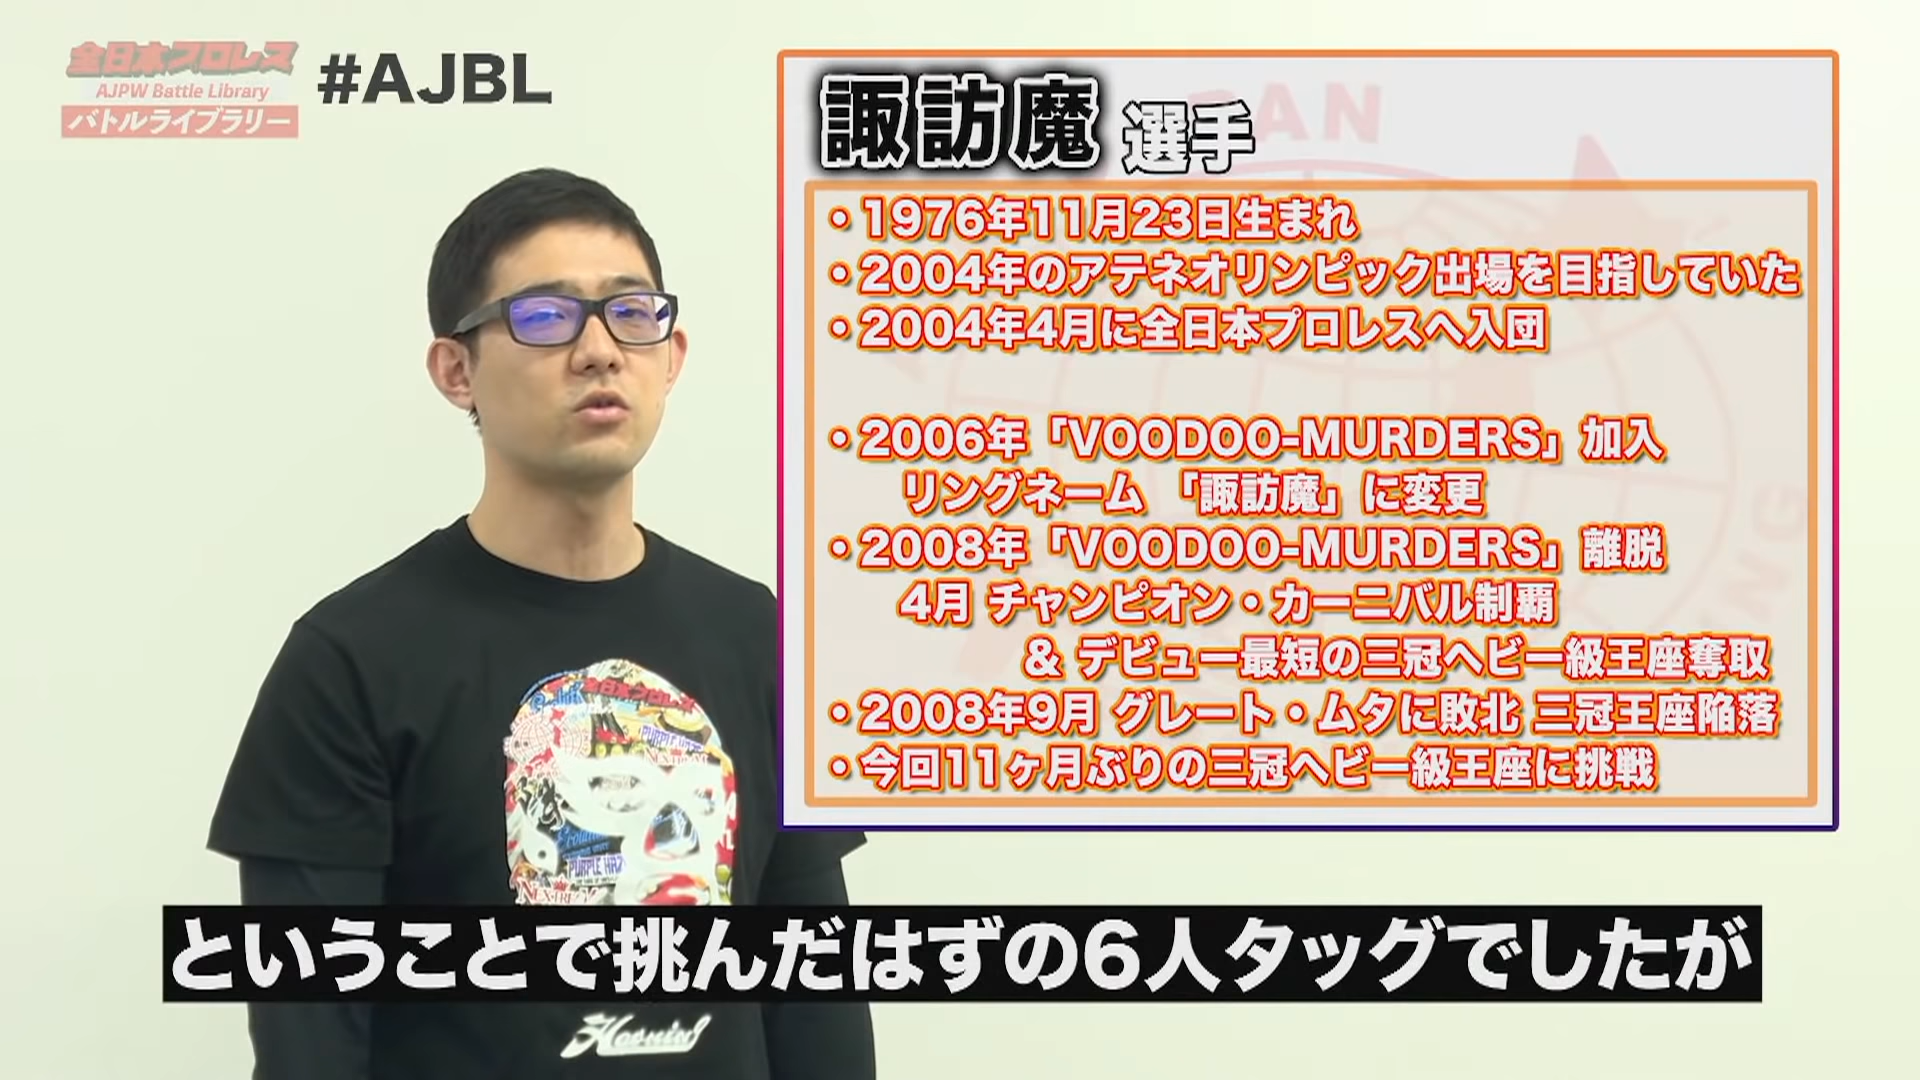 全日本プロレス
AJPW Battle Library
バトルライブラリー
#AJBL
諏訪魔 選手
・1976年11月23日生まれ
・2004年のアテネオリンピック出場を目指していた
・2004年4月に全日本プロレスへ入団
・2006年「VOODOO-MURDERS」加入
リングネーム 「諏訪魔」に変更
・2008年「VOODOO-MURDERS」離脱
4月 チャンピオン・カーニバル制覇
& デビュー最短の三冠ヘビー級王座奪取
・2008年9月 グレート・ムタに敗北 三冠王座陥落
・今回11ヶ月ぶりの三冠ヘビー級王座に挑戦
全日本プロレス
PURPLE HAZE
ということで挑んだはずの6人タッグでしたが